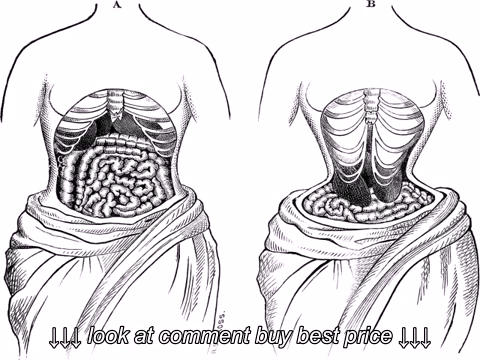 A B
↓↓↓ look at comment buy best price ↓↓↓